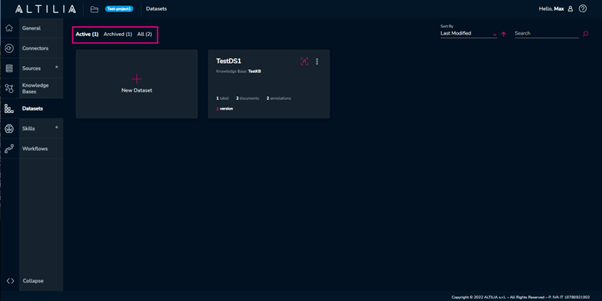 ALTILIA
Test-project1
Datasets
Hello, Max
General
Connectors
Sources
Knowledge Bases
Datasets
Skills
Workflows
Collapse
Active (1) Archived (1) All (2)
Sort By
Last Modified
Search
New Dataset
TestDS1
Knowledge Base: TestKB
1 label
2 documents
2 annotations
version
Copyright © 2022 ALTILIA s.r.l. - All Rights Reserved - P. IVA IT